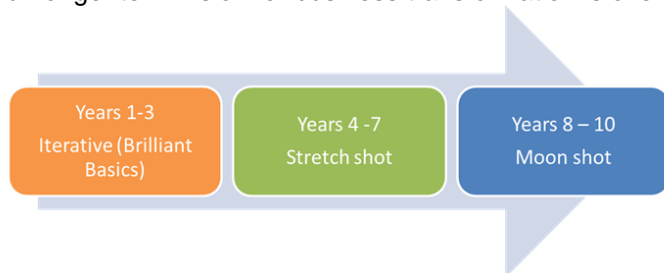 Years 1-3
Iterative (Brilliant
Basics)
Years 4 -7
Stretch shot
Years 8 – 10
Moon shot